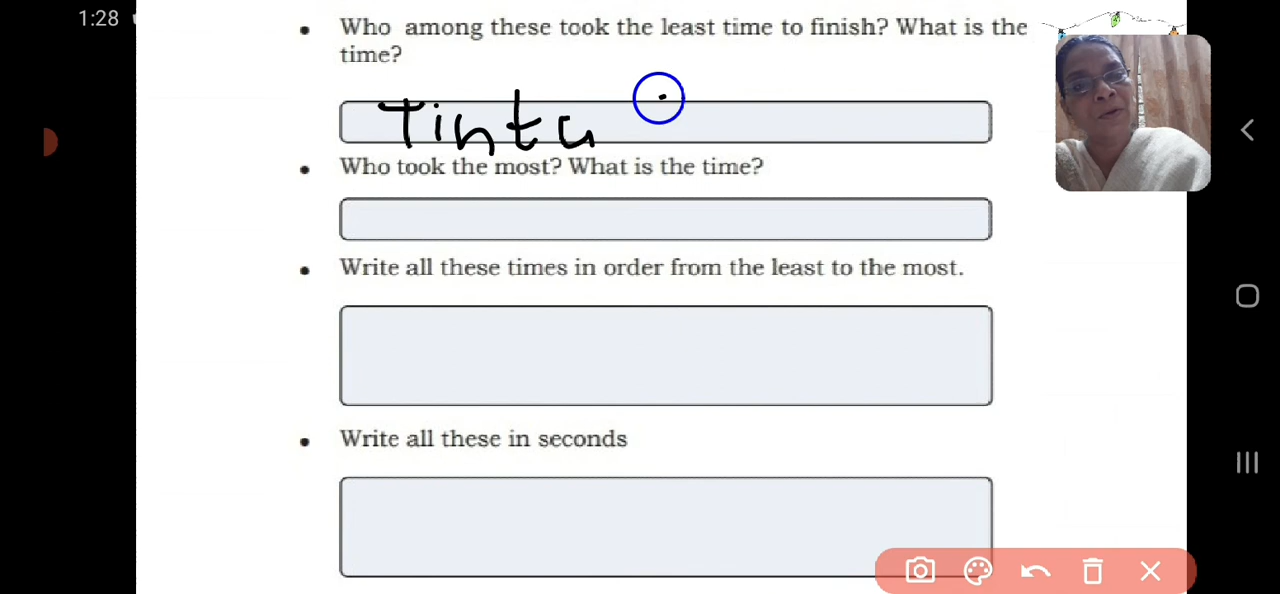 1:28
Who among these took the least time to finish? What is the
time?
Tintu
Who took the most? What is the time?
Write all these times in order from the least to the most.
Write all these in seconds